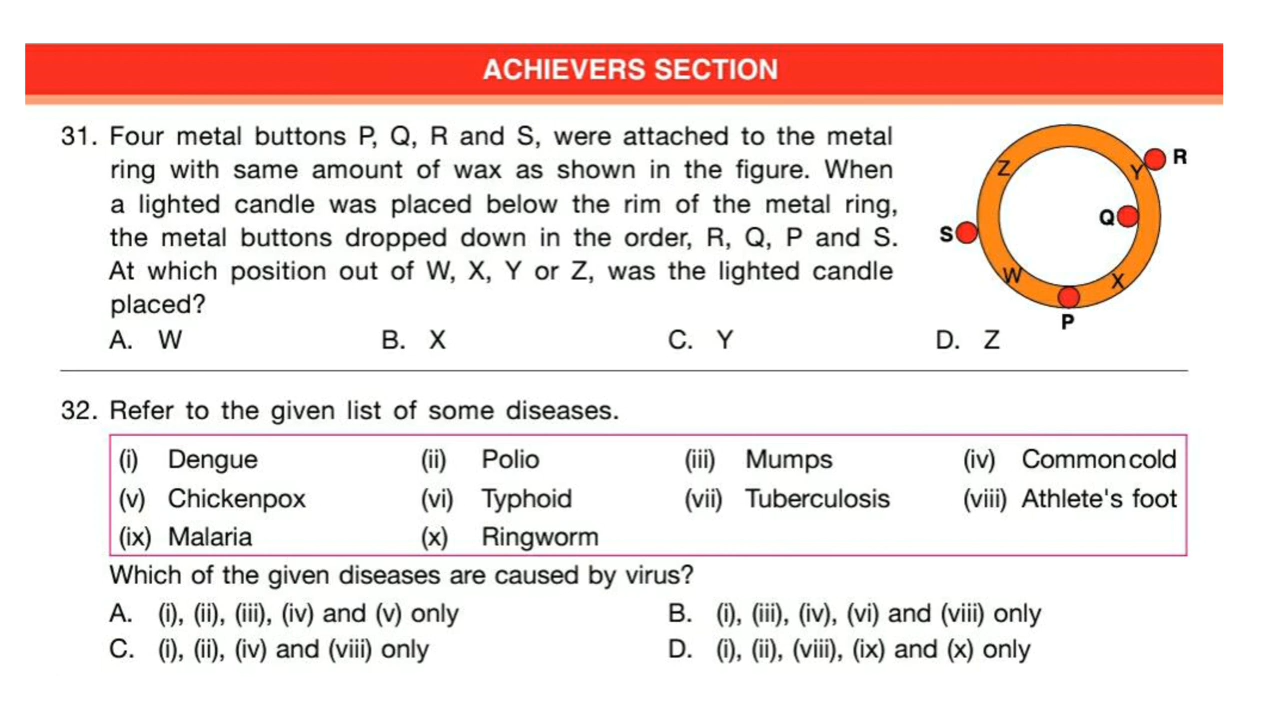 ACHIEVERS SECTION
31. Four metal buttons P, Q, R and S, were attached to the metal
ring with same amount of wax as shown in the figure. When
a lighted candle was placed below the rim of the metal ring,
the metal buttons dropped down in the order, R, Q, P and S.
At which position out of W, X, Y or Z, was the lighted candle
placed?
Z
Y
R
Q
S
W
X
P
A. W B. X C. Y D. Z
32. Refer to the given list of some diseases.
(i) Dengue (ii) Polio (iii) Mumps (iv) Common cold
(v) Chickenpox (vi) Typhoid (vii) Tuberculosis (viii) Athlete's foot
(ix) Malaria (x) Ringworm
Which of the given diseases are caused by virus?
A. (i), (ii), (iii), (iv) and (v) only B. (i), (iii), (iv), (vi) and (viii) only
C. (i), (ii), (iv) and (viii) only D. (i), (ii), (viii), (ix) and (x) only